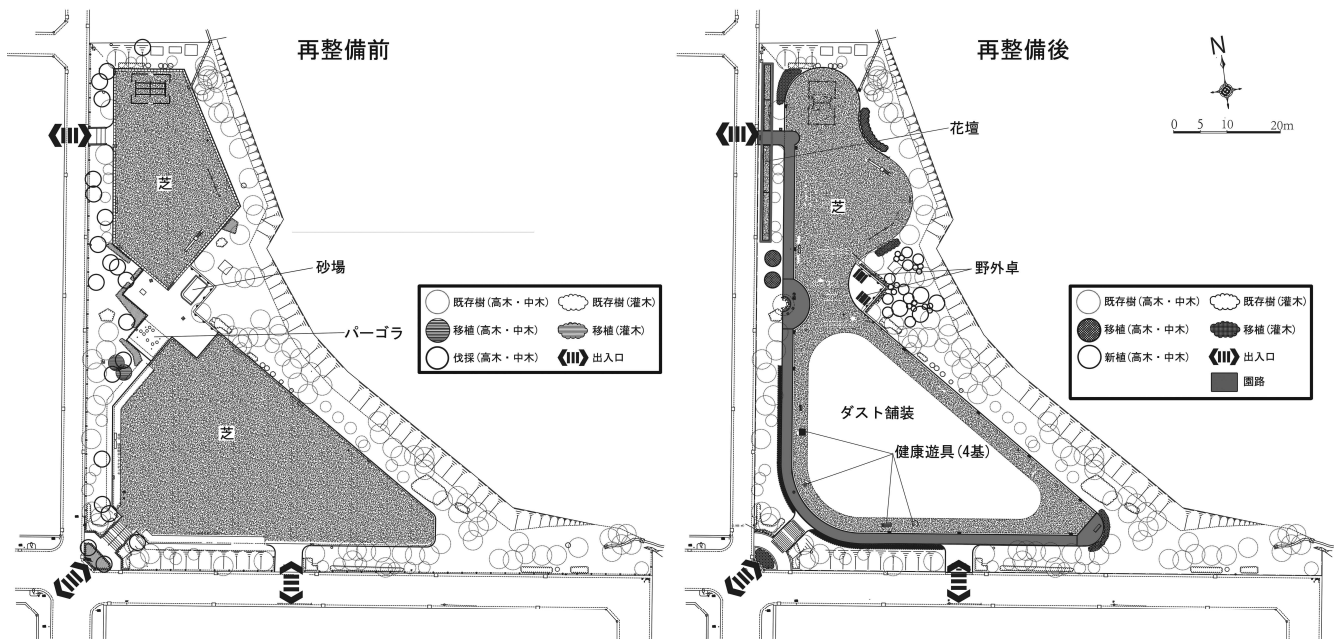 再整備前
芝
砂場
パーゴラ
芝
既存樹(高木・中木)
既存樹(灌木)
移植(高木・中木)
移植(灌木)
伐採(高木・中木)
出入口
再整備後
N
0 5 10 20m
花壇
芝
野外卓
ダスト舗装
健康遊具(4基)
既存樹(高木・中木)
既存樹(灌木)
移植(高木・中木)
移植(灌木)
新植(高木・中木)
出入口
園路